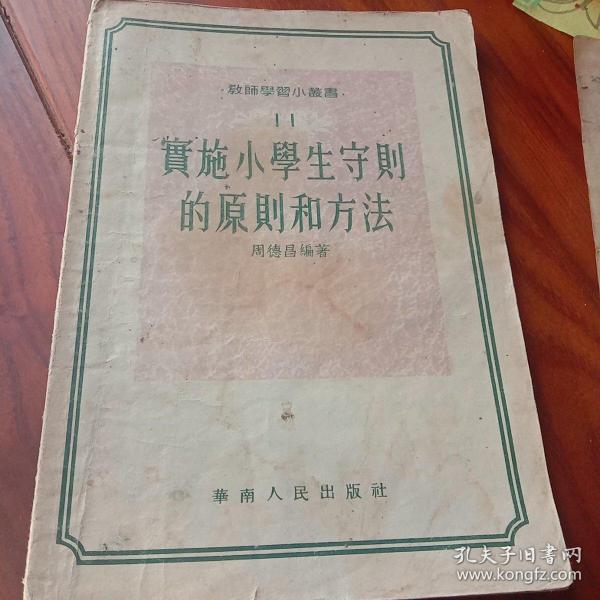 ·教師學習小叢書·
11
實施小學生守則
的原則和方法
周德昌編著
華南人民出版社
孔夫子旧书网
www.kongfz.com